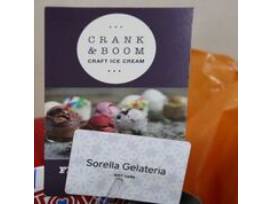 CRANK
& BOOM
CRAFT ICE CREAM
F
Sorella Gelateria